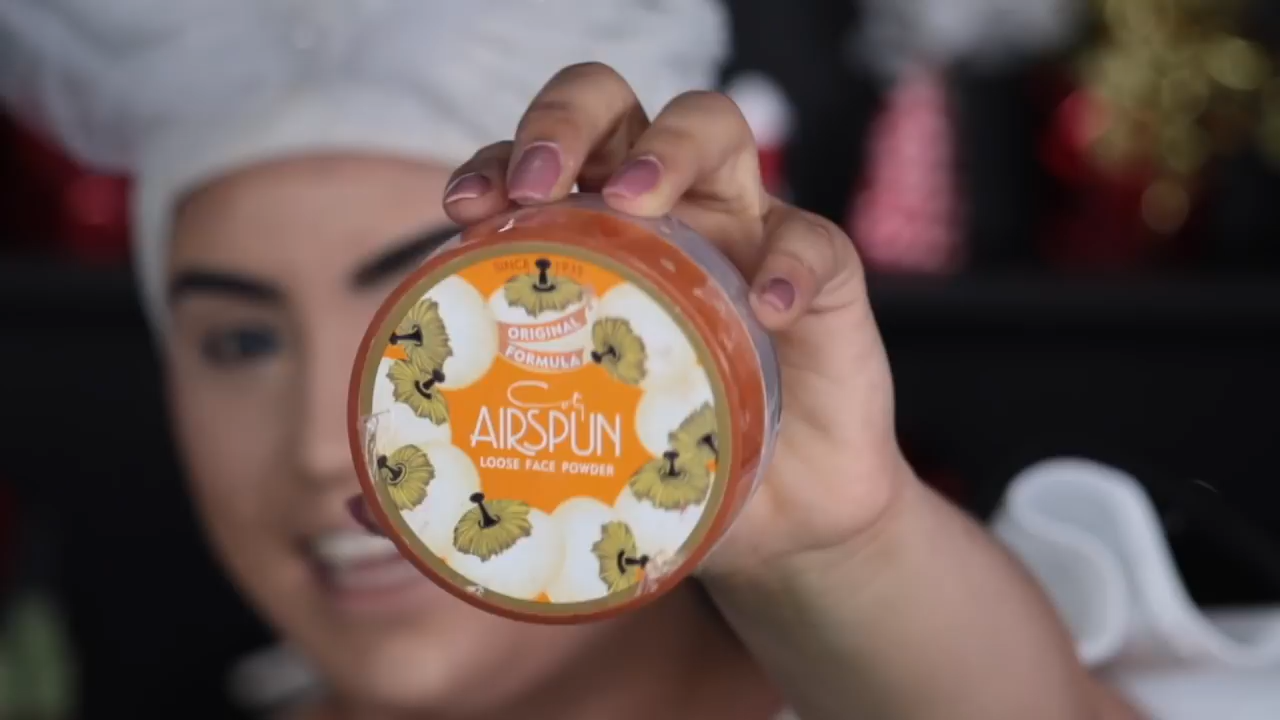 SINCE 1935
ORIGINAL
FORMULA
Coty
AIRSPUN
LOOSE FACE POWDER